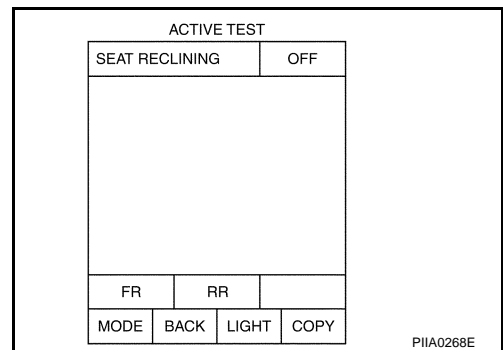 ACTIVE TEST
SEAT RECLINING OFF
FR RR
MODE BACK LIGHT COPY
PIIA0268E